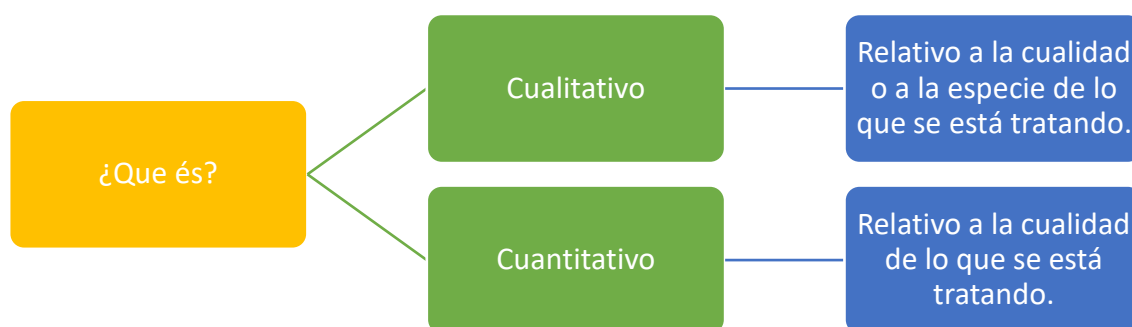 ¿Que és?
Cualitativo
Relativo a la cualidad
o a la especie de lo
que se está tratando.
Cuantitativo
Relativo a la cualidad
de lo que se está
tratando.